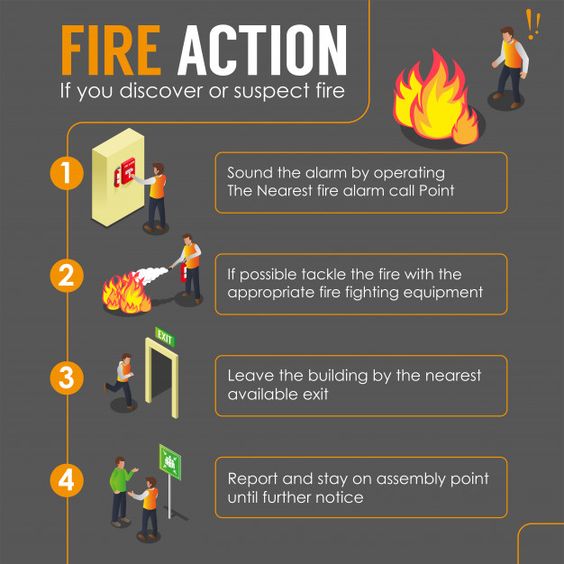 FIRE ACTION
If you discover or suspect fire
!!
1
Sound the alarm by operating
The Nearest fire alarm call Point
2
If possible tackle the fire with the
appropriate fire fighting equipment
EXIT
3
Leave the building by the nearest
available exit
4
Report and stay on assembly point
until further notice